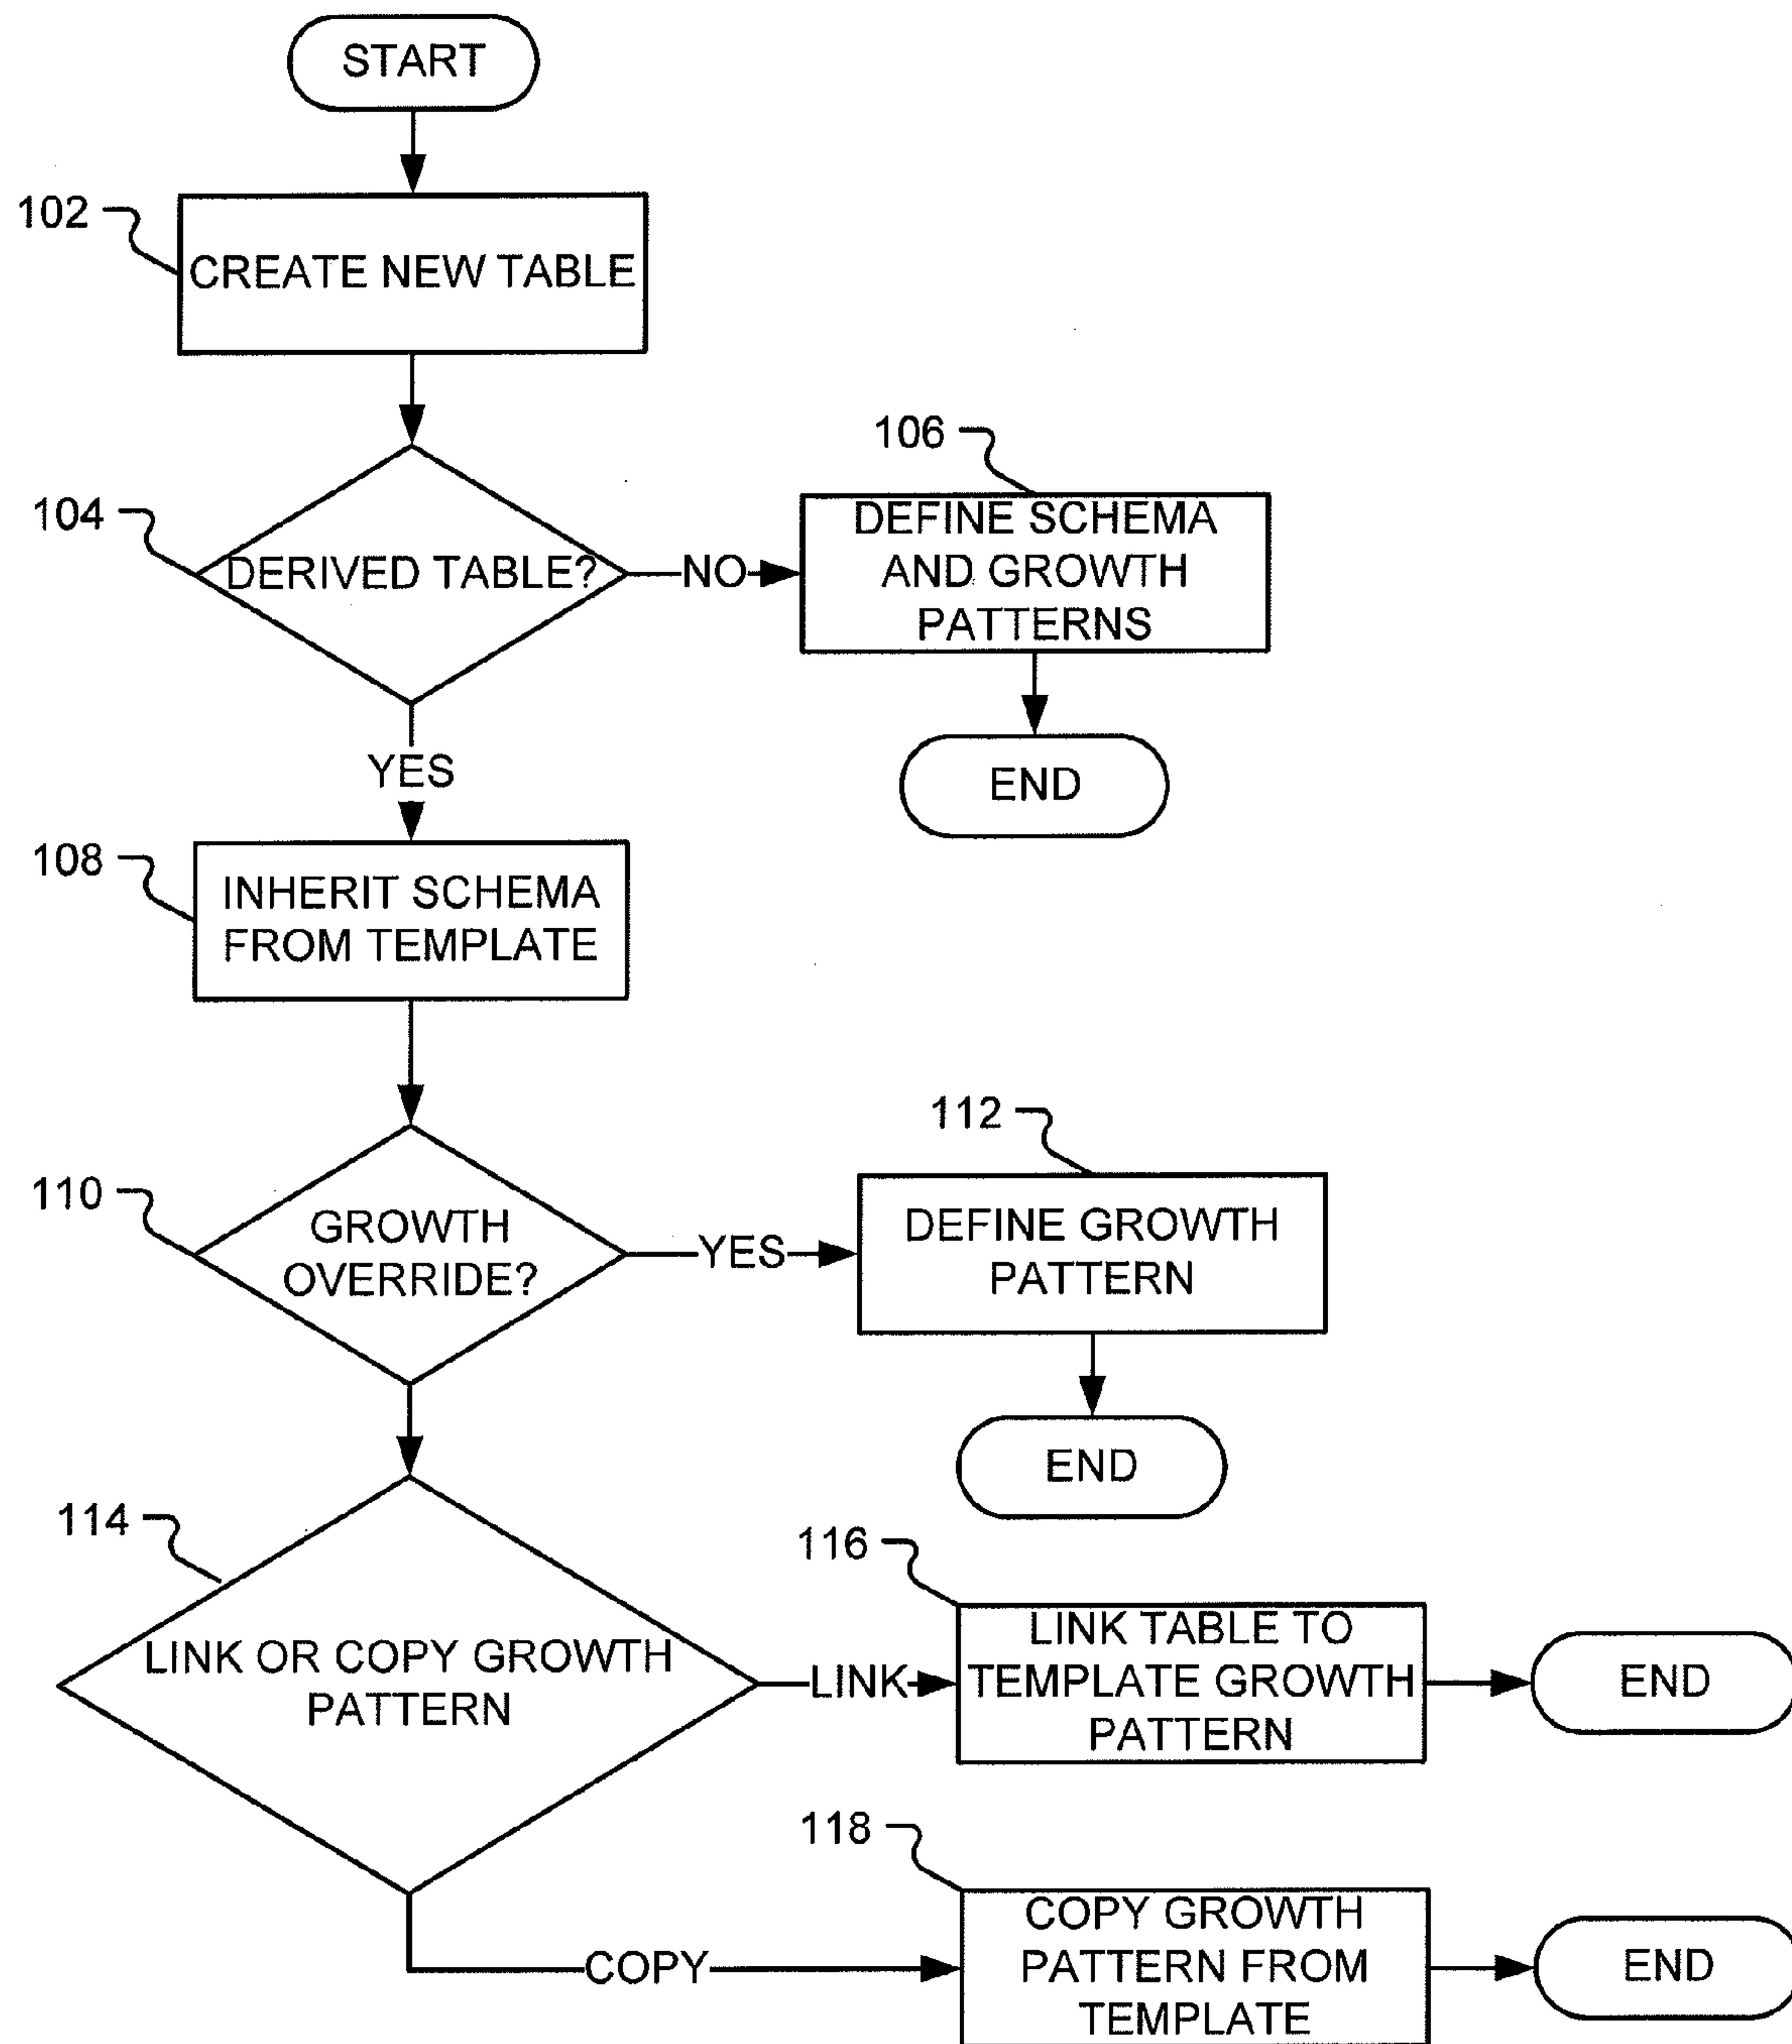 START
102
CREATE NEW TABLE
106
104
DERIVED TABLE?
NO
DEFINE SCHEMA
AND GROWTH
PATTERNS
YES
END
108
INHERIT SCHEMA
FROM TEMPLATE
112
110
GROWTH
OVERRIDE?
YES
DEFINE GROWTH
PATTERN
END
114
116
LINK OR COPY GROWTH
PATTERN
LINK
LINK TABLE TO
TEMPLATE GROWTH
PATTERN
END
118
COPY
COPY GROWTH
PATTERN FROM
TEMPLATE
END